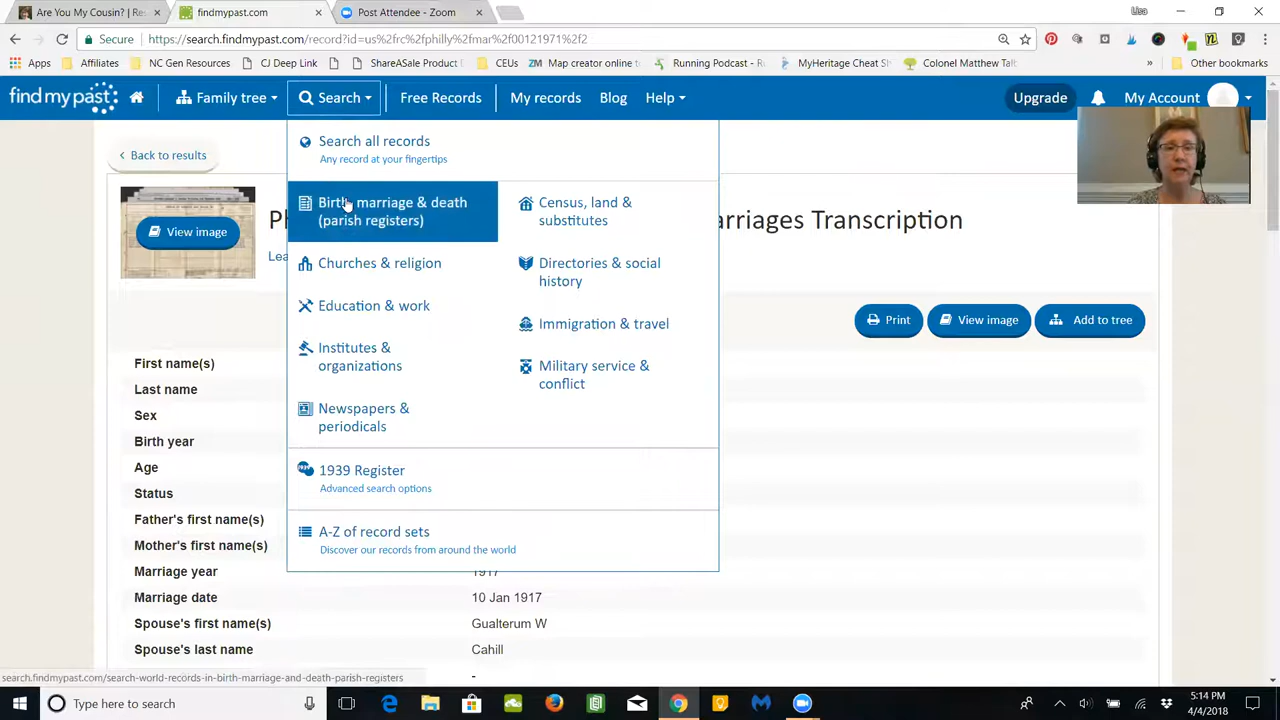 Are You My Cousin? | Re
findmypast.com
Post Attendee - Zoom
Lisa
Secure
https://search.findmypast.com/record?id=us%2frc%2fphilly%2fmar%2f00121971%2f2
Apps
Affiliates
NC Gen Resources
CJ Deep Link
ShareASale Product
CEUs
Map creator online to
Running Podcast - Ru
MyHeritage Cheat Sh
Colonel Matthew Talb
»
Other bookmarks
findmypast
Family tree
Search
Free Records
My records
Blog
Help
Upgrade
My Account
Search all records
Any record at your fingertips
Back to results
Birth, marriage & death
(parish registers)
Census, land &
substitutes
View image
arriages Transcription
Lea
Churches & religion
Directories & social
history
Education & work
Immigration & travel
Print
View image
Add to tree
Institutes &
organizations
Military service &
conflict
Newspapers &
periodicals
1939 Register
Advanced search options
A-Z of record sets
Discover our records from around the world
First name(s)
Last name
Sex
Birth year
Age
Status
Father's first name(s)
Mother's first name(s)
Marriage year
1917
Marriage date
10 Jan 1917
Spouse's first name(s)
Gualterum W
Spouse's last name
Cahill
-
search.findmypast.com/search-world-records-in-birth-marriage-and-death-parish-registers
Type here to search
5:14 PM
4/4/2018